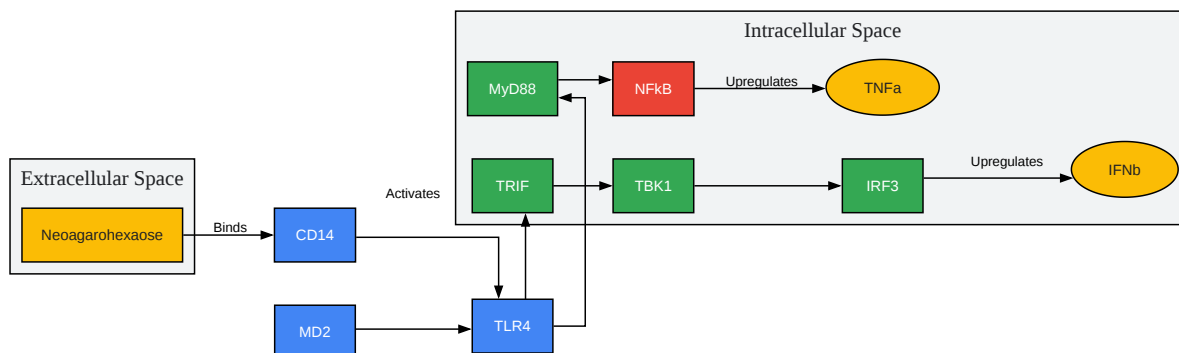 Intracellular Space
MyD88
NFkB
Upregulates
TNFa
Extracellular Space
Activates
TRIF
TBK1
IRF3
Upregulates
IFNb
Neoagarohexaose
Binds
CD14
MD2
TLR4